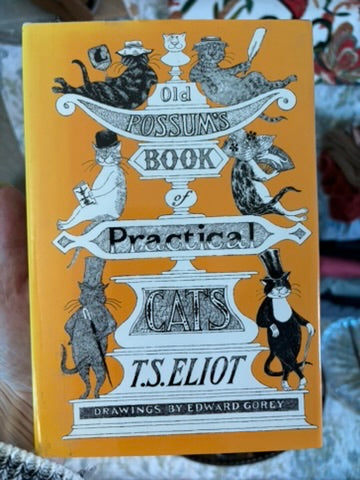 Old
POSSUM'S
BOOK
of
Practical
CATS
T.S. ELIOT
DRAWINGS BY EDWARD GOREY